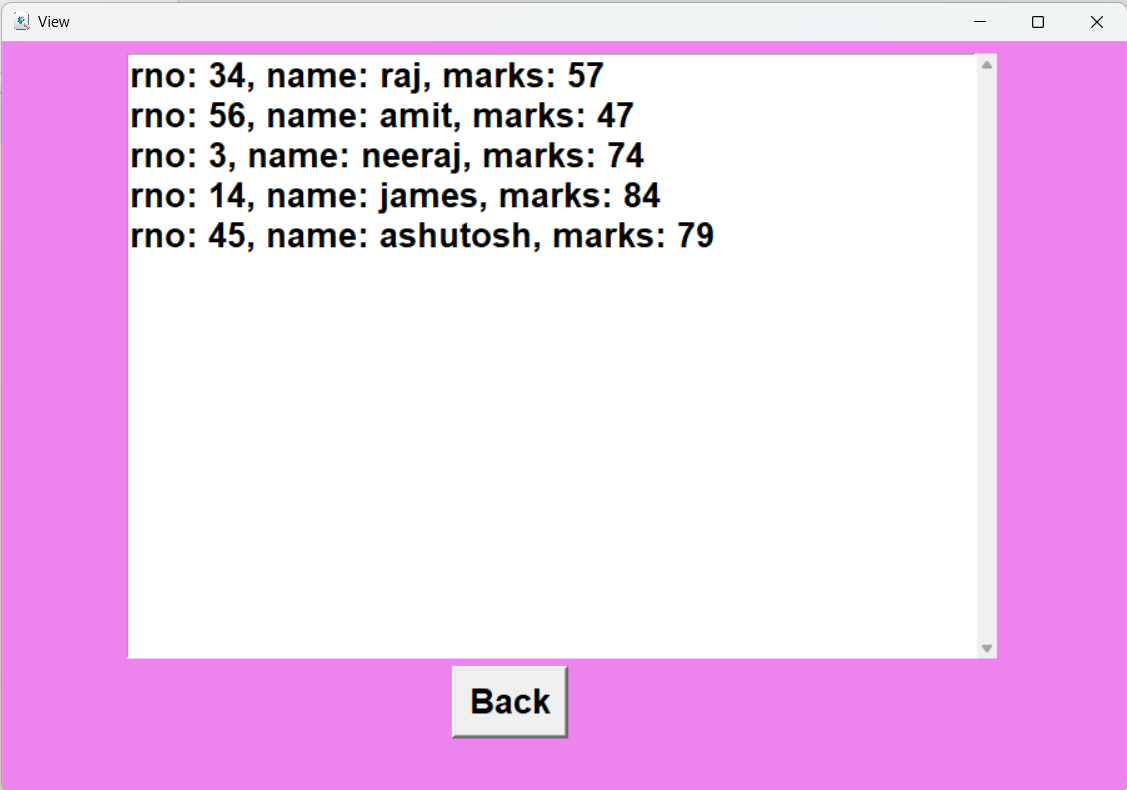 View
rno: 34, name: raj, marks: 57
rno: 56, name: amit, marks: 47
rno: 3, name: neeraj, marks: 74
rno: 14, name: james, marks: 84
rno: 45, name: ashutosh, marks: 79
Back